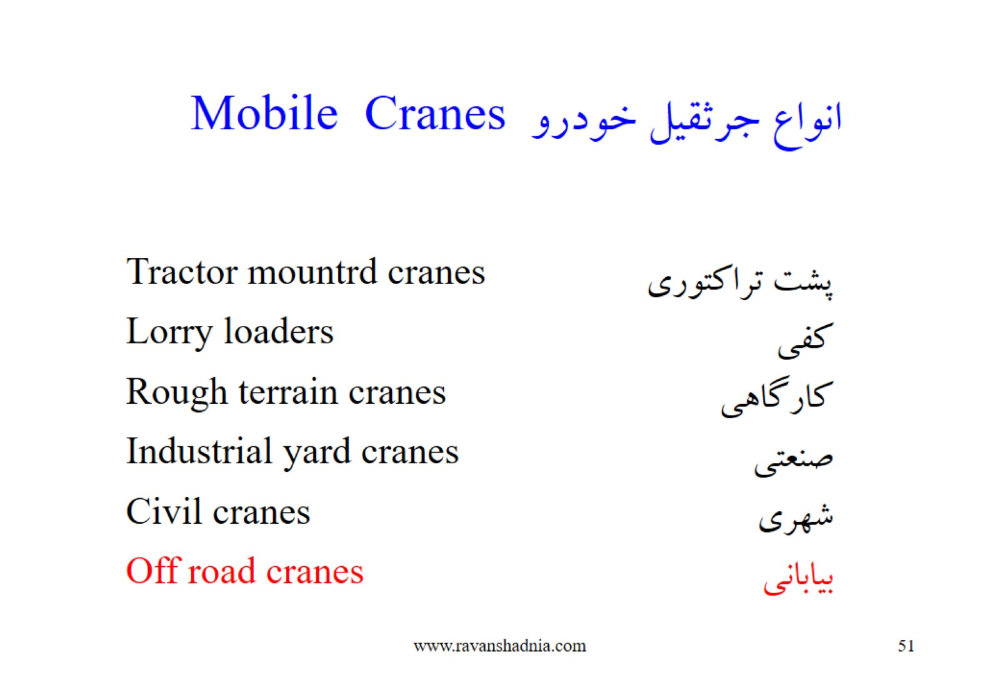 Mobile Cranes انواع جرثقیل خودرو
Tractor mountrd cranes پشت تراکتوری
Lorry loaders کفی
Rough terrain cranes کارگاهی
Industrial yard cranes صنعتی
Civil cranes شهری
Off road cranes بیابانی
www.ravanshadnia.com 51